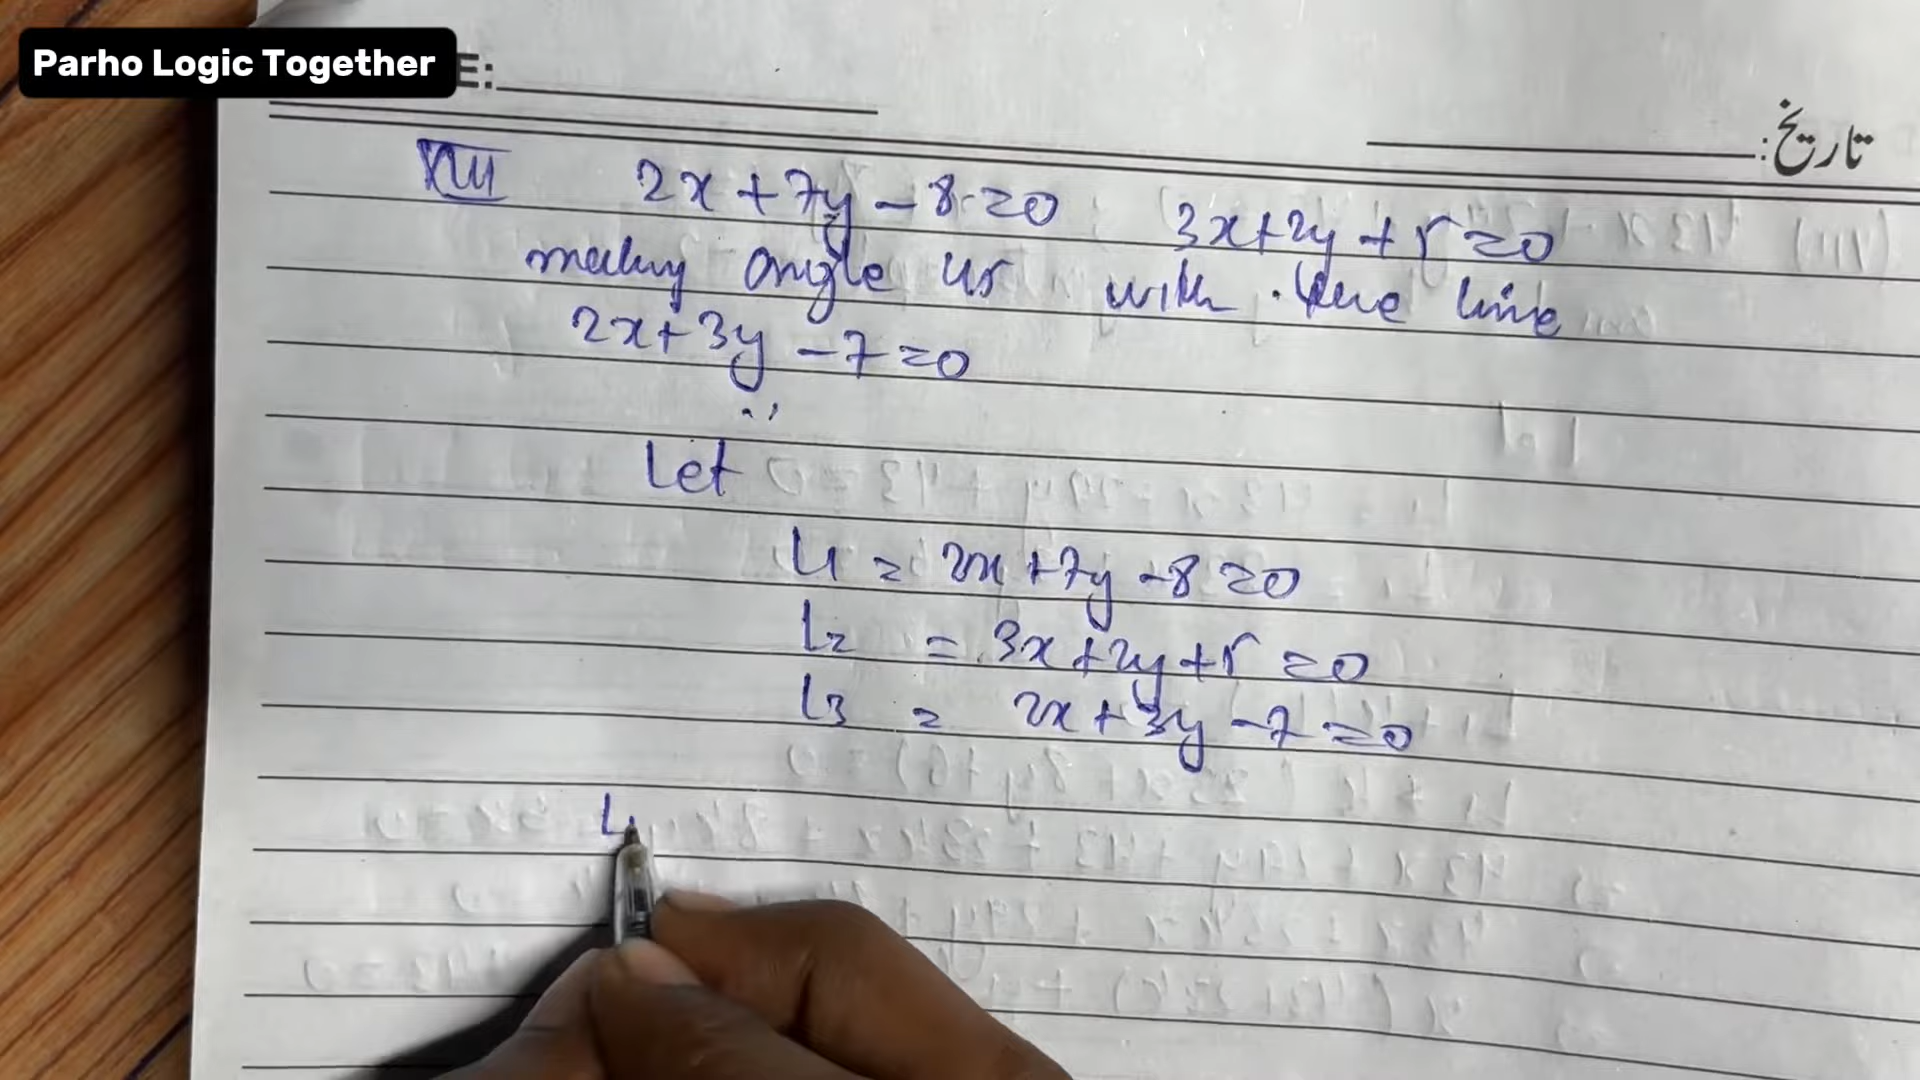 Parho Logic Together
E:
تاریخ:
XIII 2x + 7y - 8 = 0 ; 3x + 2y + 5 = 0
making angle 45 with the line
2x + 3y - 7 = 0
Let
L1 = 2x + 7y - 8 = 0
L2 = 3x + 2y + 5 = 0
L3 = 2x + 3y - 7 = 0
L